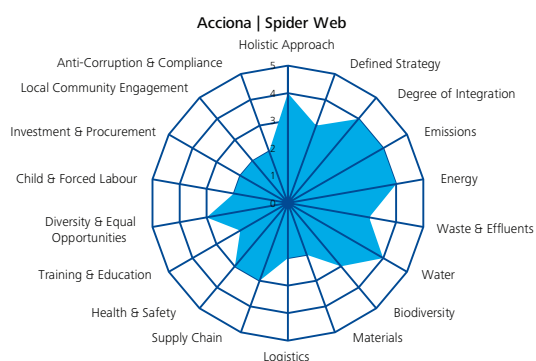 Acciona | Spider Web
Holistic Approach
Anti-Corruption & Compliance
Defined Strategy
Local Community Engagement
Degree of Integration
Investment & Procurement
Emissions
Child & Forced Labour
Energy
Diversity & Equal
Opportunities
Waste & Effluents
Training & Education
Water
Health & Safety
Biodiversity
Supply Chain
Materials
Logistics
5
4
3
2
1
0